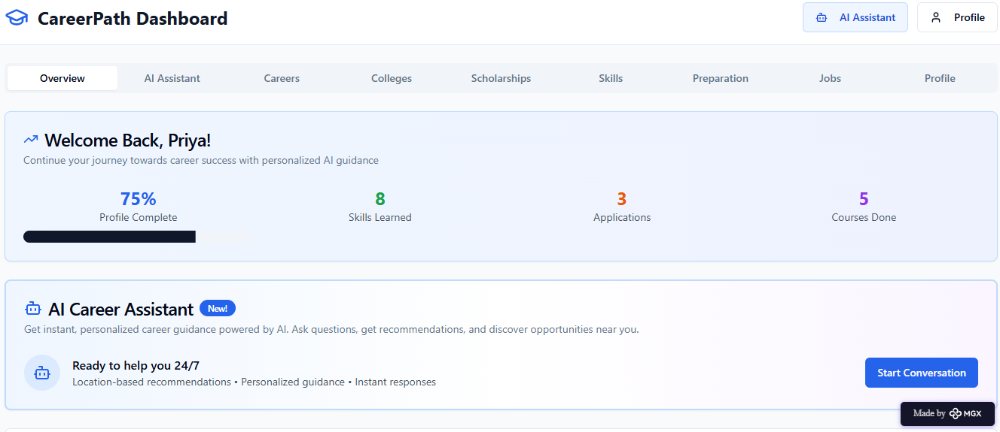 CareerPath Dashboard
AI Assistant
Profile
Overview
AI Assistant
Careers
Colleges
Scholarships
Skills
Preparation
Jobs
Profile
Welcome Back, Priya!
Continue your journey towards career success with personalized AI guidance
75%
Profile Complete
8
Skills Learned
3
Applications
5
Courses Done
AI Career Assistant
New!
Get instant, personalized career guidance powered by AI. Ask questions, get recommendations, and discover opportunities near you.
Ready to help you 24/7
Location-based recommendations • Personalized guidance • Instant responses
Start Conversation
Made by MGX